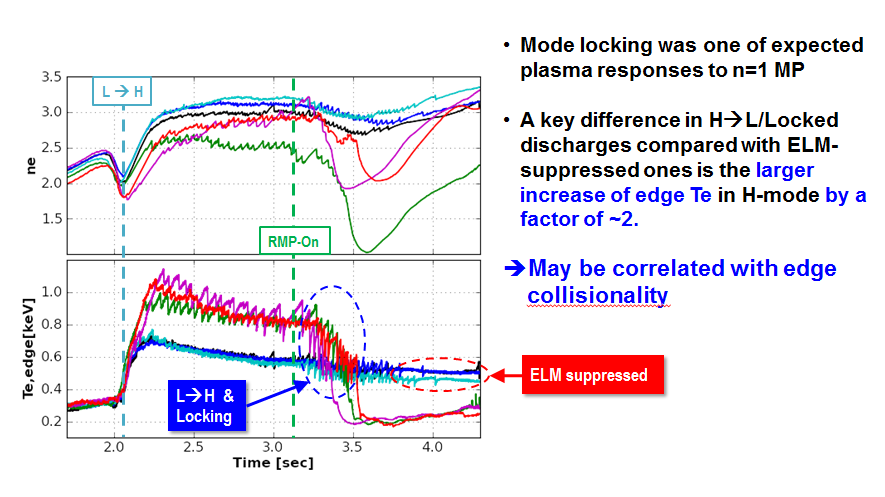 • Mode locking was one of expected
plasma responses to n=1 MP
• A key difference in H→L/Locked
discharges compared with ELM-
suppressed ones is the larger
increase of edge Te in H-mode by a
factor of ~2.
➔May be correlated with edge
collisionality
L → H
ne
3.5
3.0
2.5
2.0
1.5
RMP-On
Te,edge[keV]
1.0
0.8
0.6
0.4
0.2
L→H &
Locking
ELM suppressed
2.0 2.5 3.0 3.5 4.0
Time [sec]